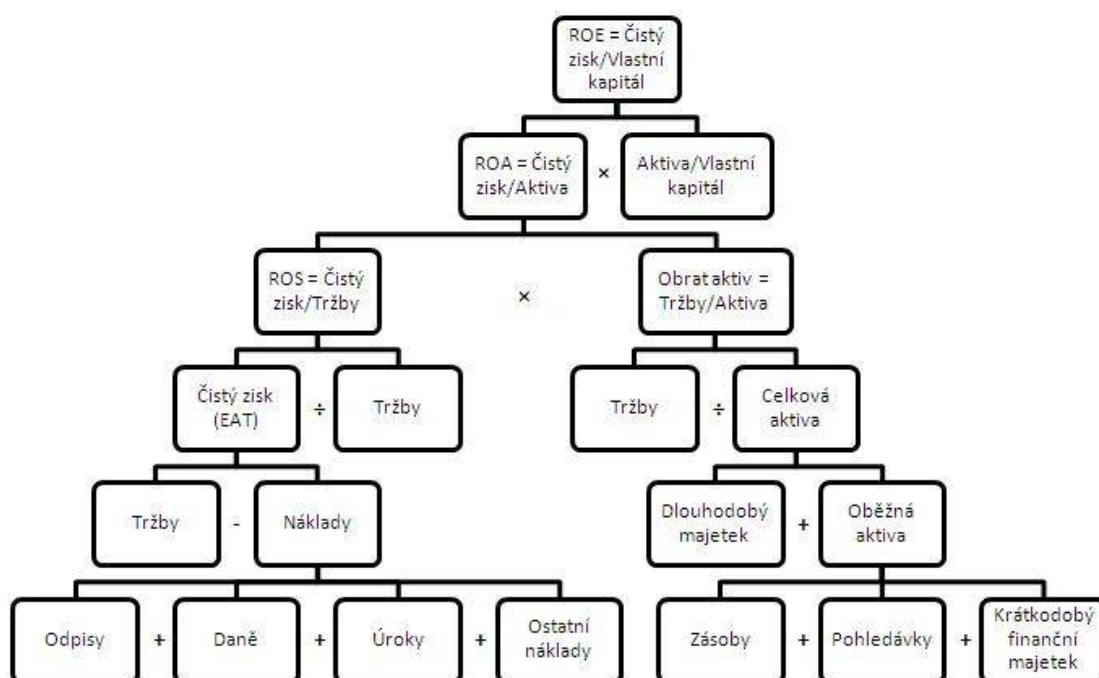 ROE = Čistý
zisk/Vlastní
kapitál
ROA = Čistý
zisk/Aktiva
×
Aktiva/Vlastní
kapitál
ROS = Čistý
zisk/Tržby
×
Obrat aktiv =
Tržby/Aktiva
Čistý zisk
(EAT)
÷
Tržby
Tržby
÷
Celková
aktiva
Tržby
-
Náklady
Dlouhodobý
majetek
+
Oběžná
aktiva
Odpisy
+
Daně
+
Úroky
+
Ostatní
náklady
Zásoby
+
Pohledávky
+
Krátkodobý
finanční
majetek